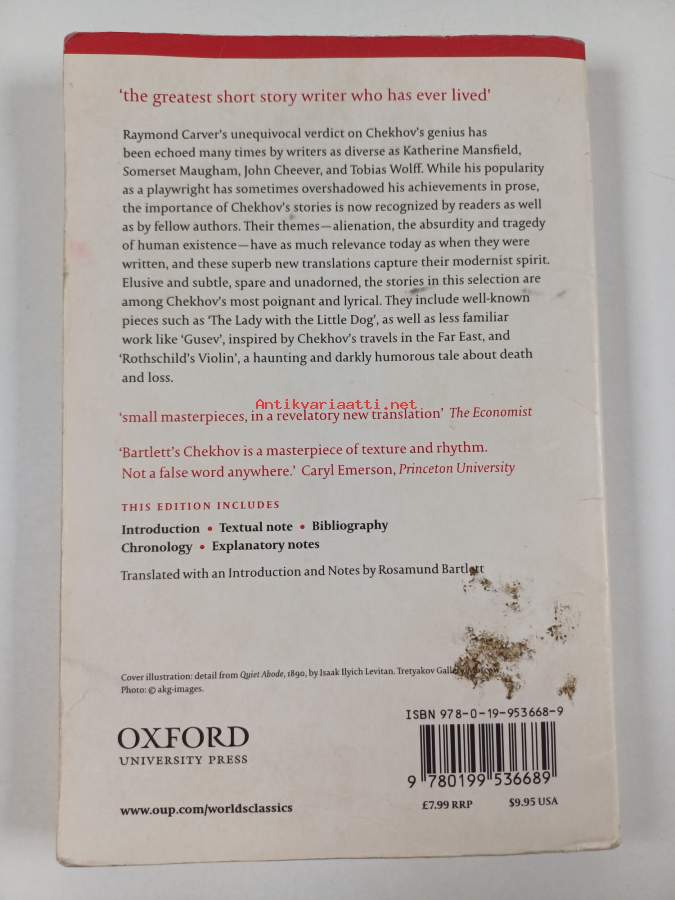 ‘the greatest short story writer who has ever lived’
Raymond Carver's unequivocal verdict on Chekhov's genius has
been echoed many times by writers as diverse as Katherine Mansfield,
Somerset Maugham, John Cheever, and Tobias Wolff. While his popularity
as a playwright has sometimes overshadowed his achievements in prose,
the importance of Chekhov's stories is now recognized by readers as well
as by fellow authors. Their themes—alienation, the absurdity and tragedy
of human existence—have as much relevance today as when they were
written, and these superb new translations capture their modernist spirit.
Elusive and subtle, spare and unadorned, the stories in this selection are
among Chekhov's most poignant and lyrical. They include well-known
pieces such as ‘The Lady with the Little Dog’, as well as less familiar
work like ‘Gusev’, inspired by Chekhov's travels in the Far East, and
‘Rothschild's Violin’, a haunting and darkly humorous tale about death
and loss.
Antikvariaatti.net
‘small masterpieces, in a revelatory new translation’ The Economist
‘Bartlett's Chekhov is a masterpiece of texture and rhythm.
Not a false word anywhere.’ Caryl Emerson, Princeton University
THIS EDITION INCLUDES
Introduction • Textual note • Bibliography
Chronology • Explanatory notes
Translated with an Introduction and Notes by Rosamund Bartlett
Cover illustration: detail from Quiet Abode, 1890, by Isaak Ilyich Levitan. Tretyakov Gallery, Moscow.
Photo: © akg-images.
ISBN 978-0-19-953668-9
OXFORD
UNIVERSITY PRESS
9 780199 536689
www.oup.com/worldsclassics
£7.99 RRP $9.95 USA